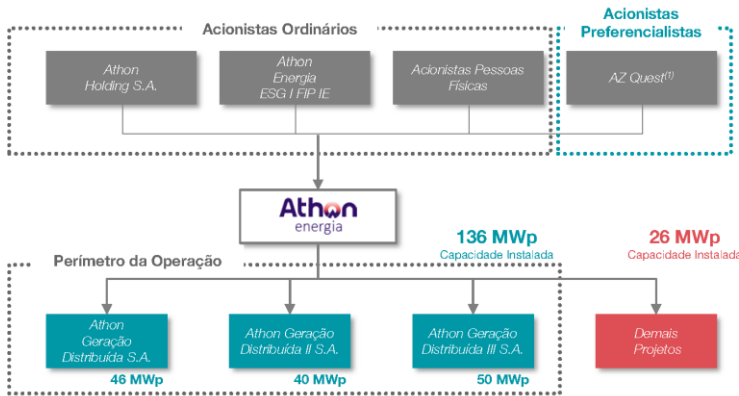 Acionistas Ordinários
Acionistas
Preferencialistas
Athon
Holding S.A.
Athon
Energía
ESG I FIP IE
Acionistas Pessoas
Físicas
AZ Quest(1)
Athon
energia
136 MWp
Capacidade Instalada
26 MWp
Capacidade Instalada
Perímetro da Operação
Athon
Geração
Distribuída S.A.
Athon Geração
Distribuída II S.A.
Athon Geração
Distribuída III S.A.
Demais
Projetos
46 MWp
40 MWp
50 MWp